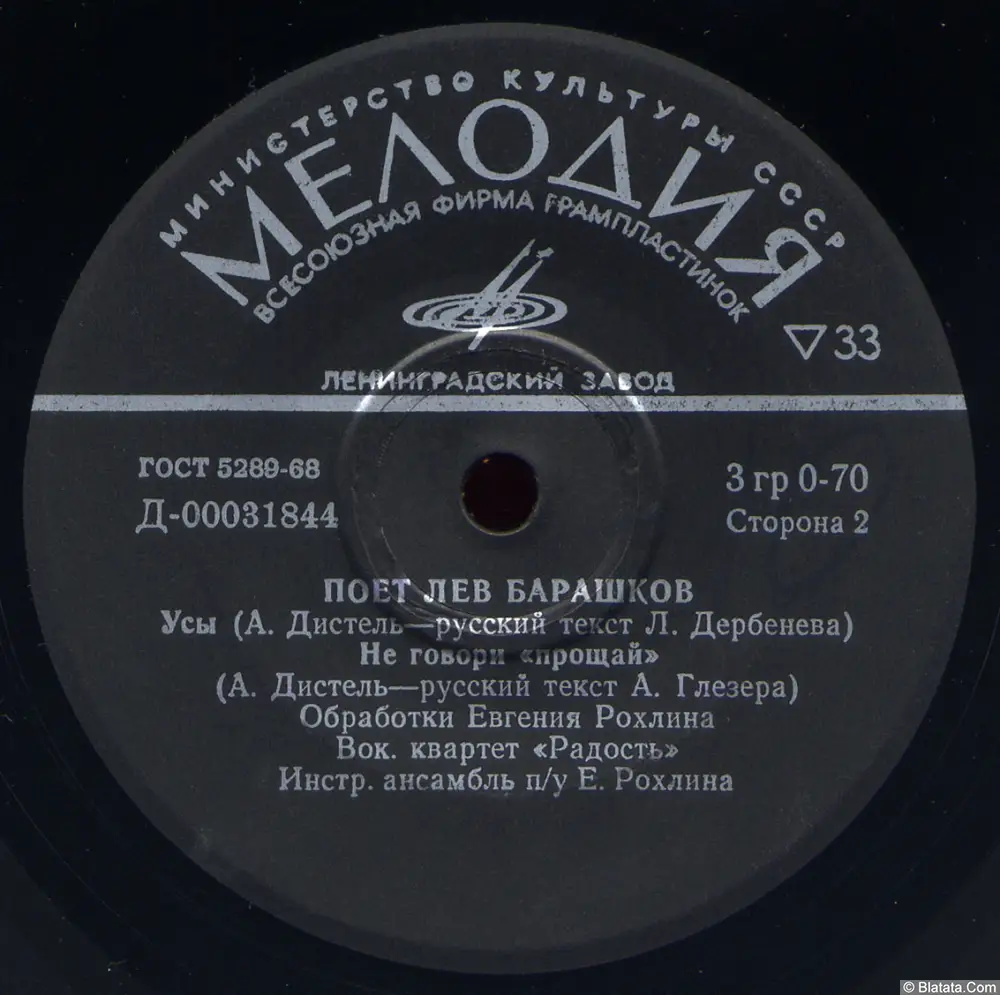 МИНИСТЕРСТВО КУЛЬТУРЫ СССР
МЕЛОДИЯ
ВСЕСОЮЗНАЯ ФИРМА ГРАМПЛАСТИНОК
▽33
ЛЕНИНГРАДСКИЙ ЗАВОД
ГОСТ 5289-68
Д-00031844
3 гр 0-70
Сторона 2
ПОЕТ ЛЕВ БАРАШКОВ
Усы (А. Дистель—русский текст Л. Дербенева)
Не говори «прощай»
(А. Дистель—русский текст А. Глезера)
Обработки Евгения Рохлина
Вок. квартет «Радость»
Инстр. ансамбль п/у Е. Рохлина
© Blatata.Com